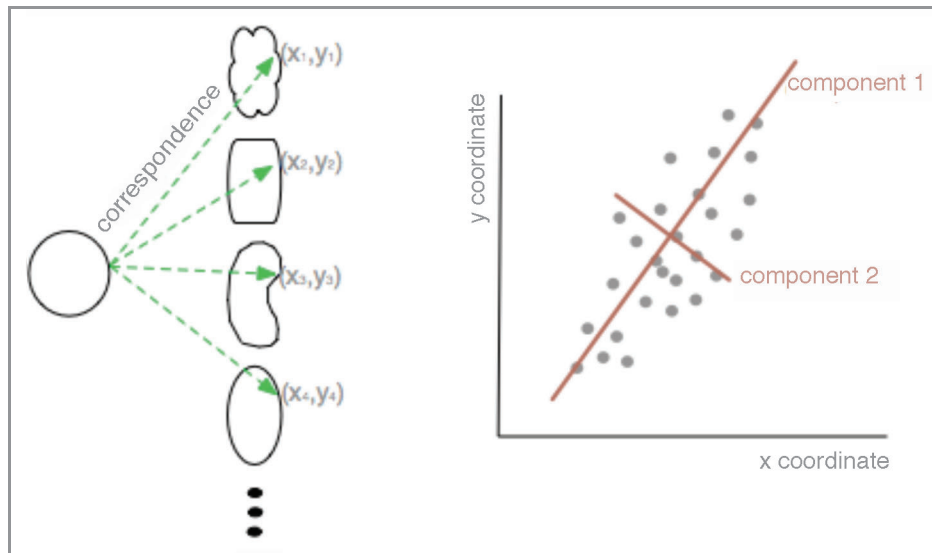 (x₁,y₁)
correspondence
(x₂,y₂)
(x₃,y₃)
(x₄,y₄)
component 1
y coordinate
component 2
x coordinate